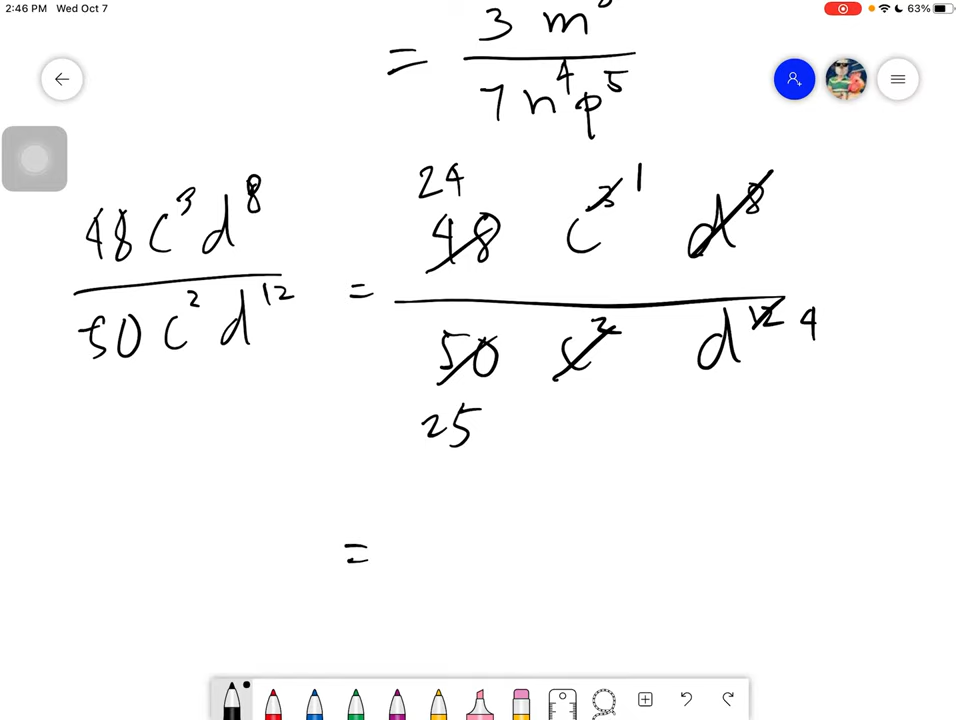 2:46 PM Wed Oct 7 63%
3 m
=
7 n⁴ p⁵
24
48 c³ d⁸ 48 c³ 1 d⁸
=
50 c² d¹² 50 c² d¹² 4
25
=